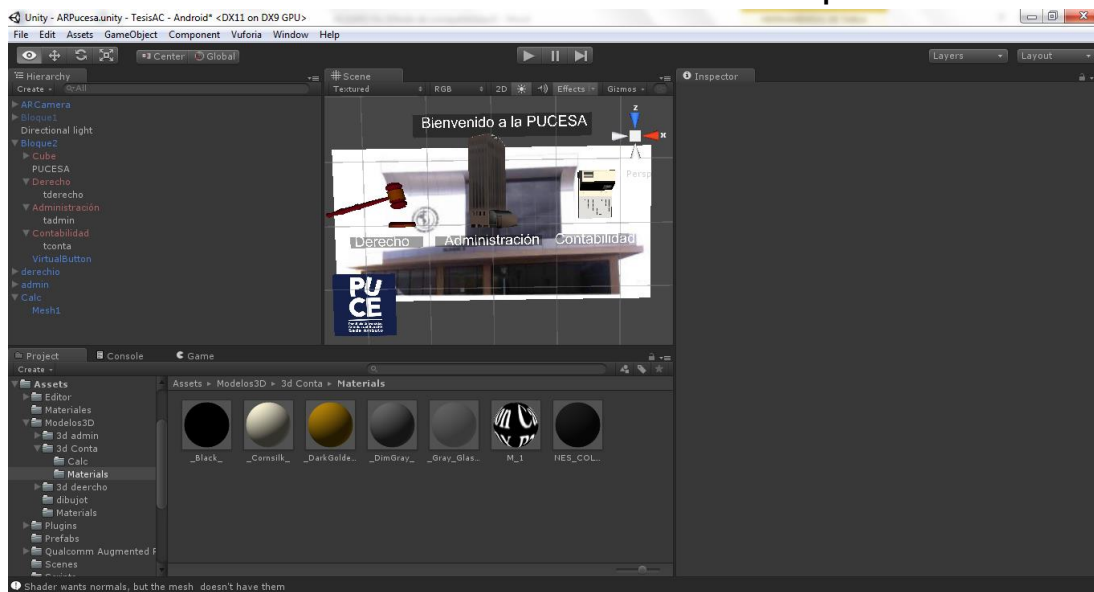 Unity - ARPucesa.unity - TesisAC - Android* <DX11 on DX9 GPU>
File Edit Assets GameObject Component Vuforia Window Help
Center Global
Layers Layout
Hierarchy
Create All
ARCamera
Bloque1
Directional light
Bloque2
Cube
PUCESA
Derecho
tderecho
Administración
tadmin
Contabilidad
tconta
VirtualButton
derechio
admin
Calc
Mesh1
Scene
Textured RGB 2D Effects Gizmos
Bienvenido a la PUCESA
z
x
Persp
Derecho Administración Contabilidad
PUCE
Inspector
Project Console Game
Create
Assets
Editor
Materiales
Modelos3D
3d admin
3d Conta
Calc
Materials
3d deercho
dibujot
Materials
Plugins
Prefabs
Qualcomm Augmented
Scenes
Assets Modelos3D 3d Conta Materials
_Black_ _Cornsilk_ _DarkGolde... _DimGray_ _Gray_Glas... M_1 NES_COL...
Shader wants normals, but the mesh doesn't have them